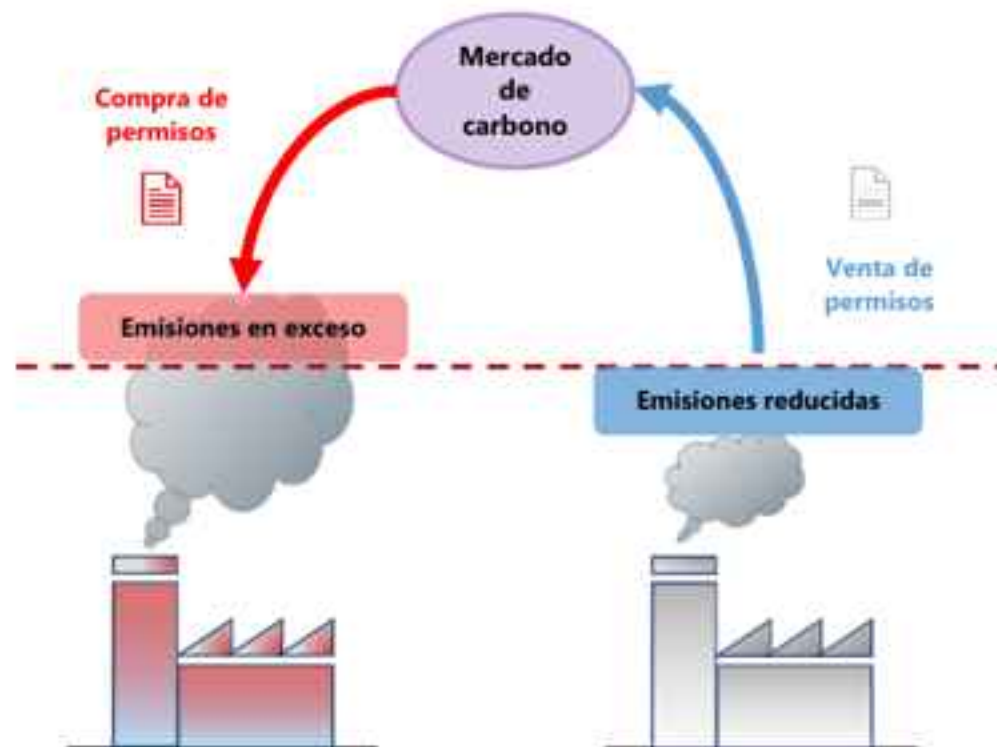 Mercado
de
carbono
Compra de
permisos
Venta de
permisos
Emisiones en exceso
Emisiones reducidas